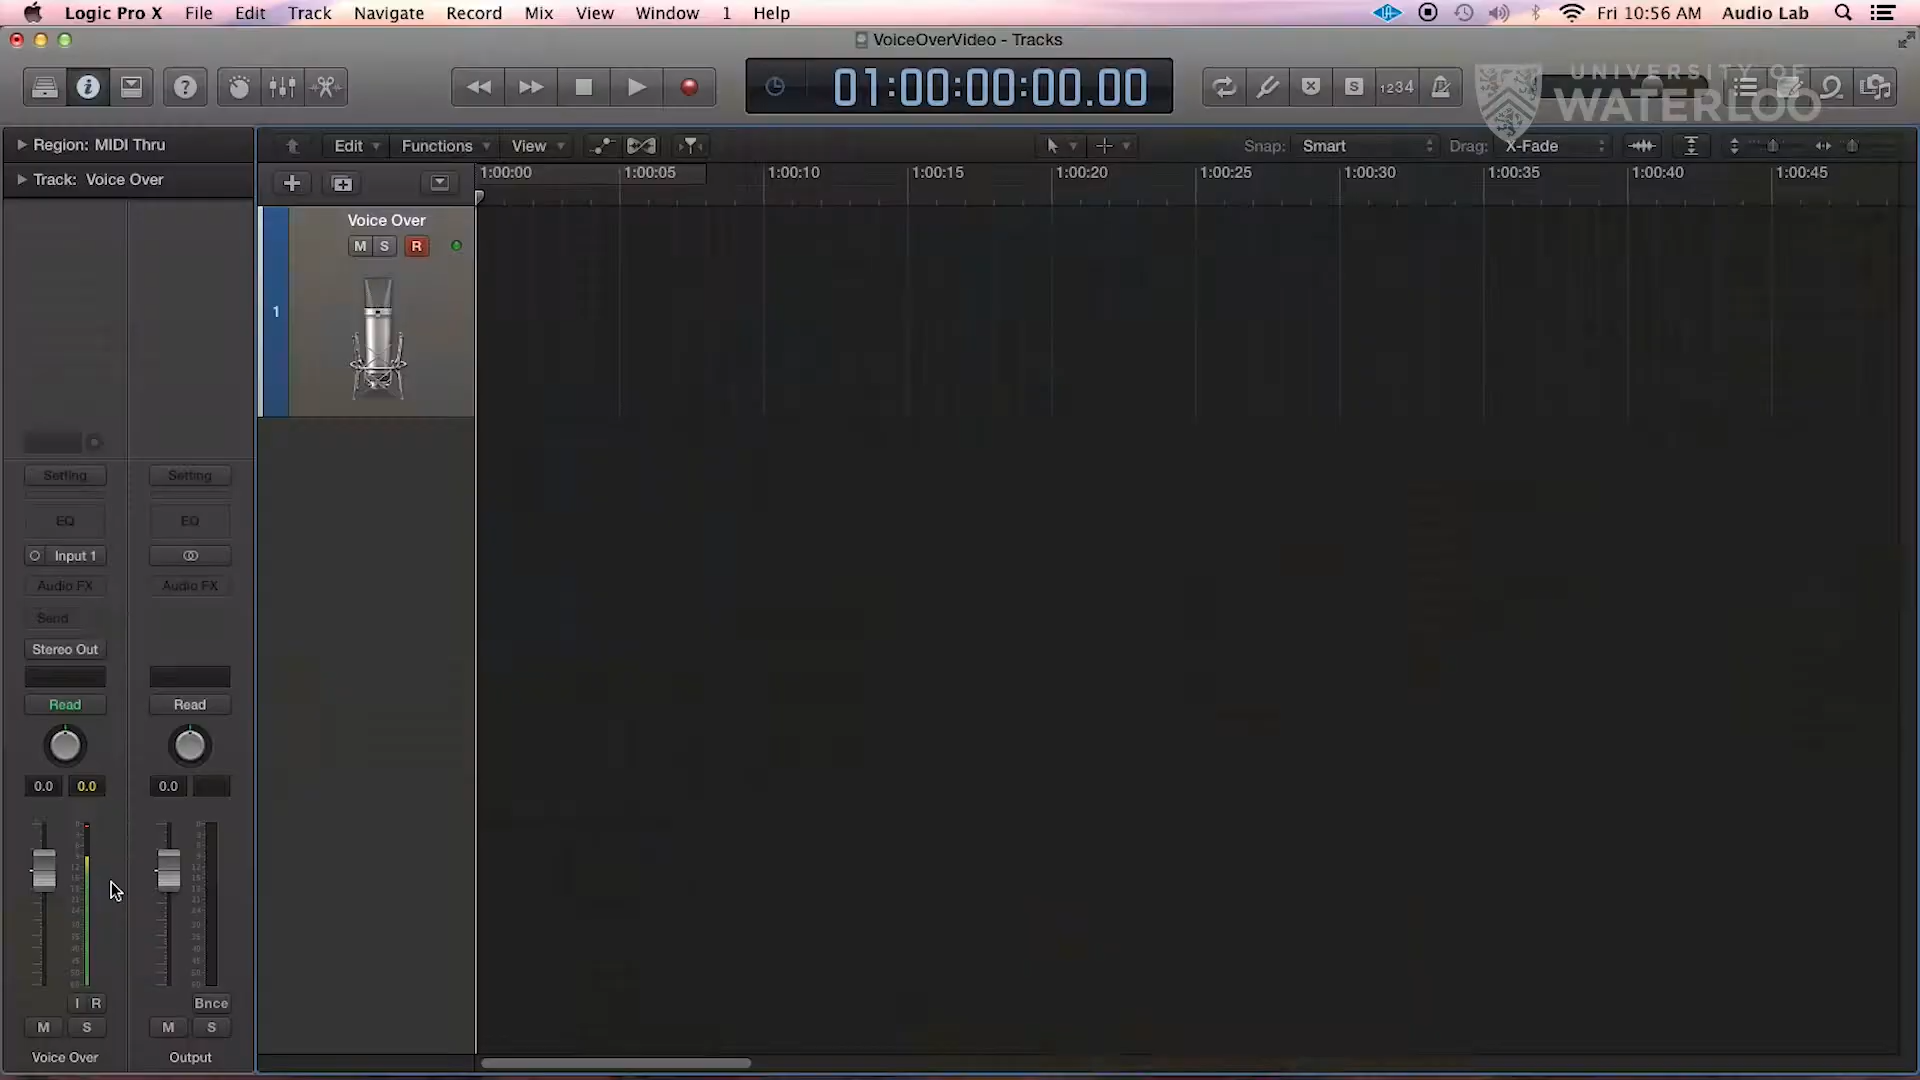 Logic Pro X File Edit Track Navigate Record Mix View Window 1 Help Fri 10:56 AM Audio Lab
VoiceOverVideo - Tracks
01:00:00:00.00
1234
UNIVERSITY OF
WATERLOO
Region: MIDI Thru
Edit Functions View Snap: Smart Drag: X-Fade
Track: Voice Over
1:00:00 1:00:05 1:00:10 1:00:15 1:00:20 1:00:25 1:00:30 1:00:35 1:00:40 1:00:45
Voice Over
M S R
1
Setting Setting
EQ EQ
Input 1
Audio FX Audio FX
Send
Stereo Out
Read Read
0.0 0.0 0.0
I R Bnce
M S M S
Voice Over Output